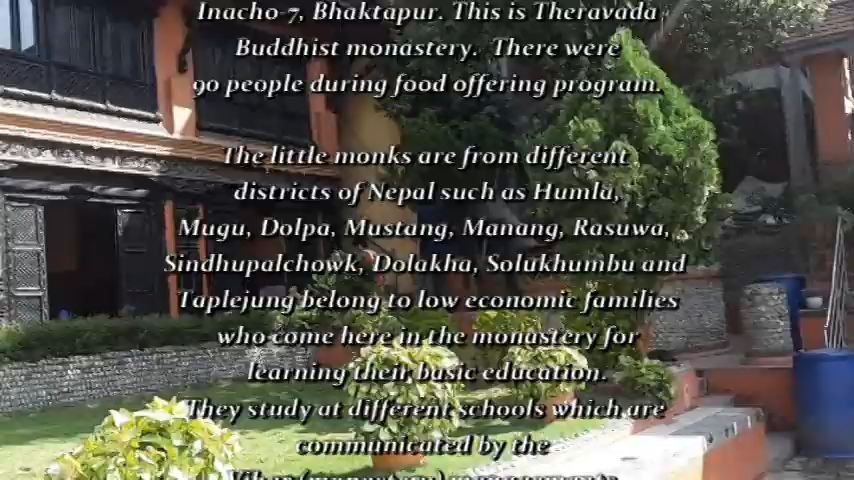 Inacho-7, Bhaktapur. This is Theravada
Buddhist monastery. There were
90 people during food offering program.
The little monks are from different
districts of Nepal such as Humla,
Mugu, Dolpa, Mustang, Manang, Rasuwa,
Sindhupalchowk, Dolakha, Solukhumbu and
Taplejung belong to low economic families
who come here in the monastery for
learning their basic education.
They study at different schools which are
communicated by the
Vihar (monastery)